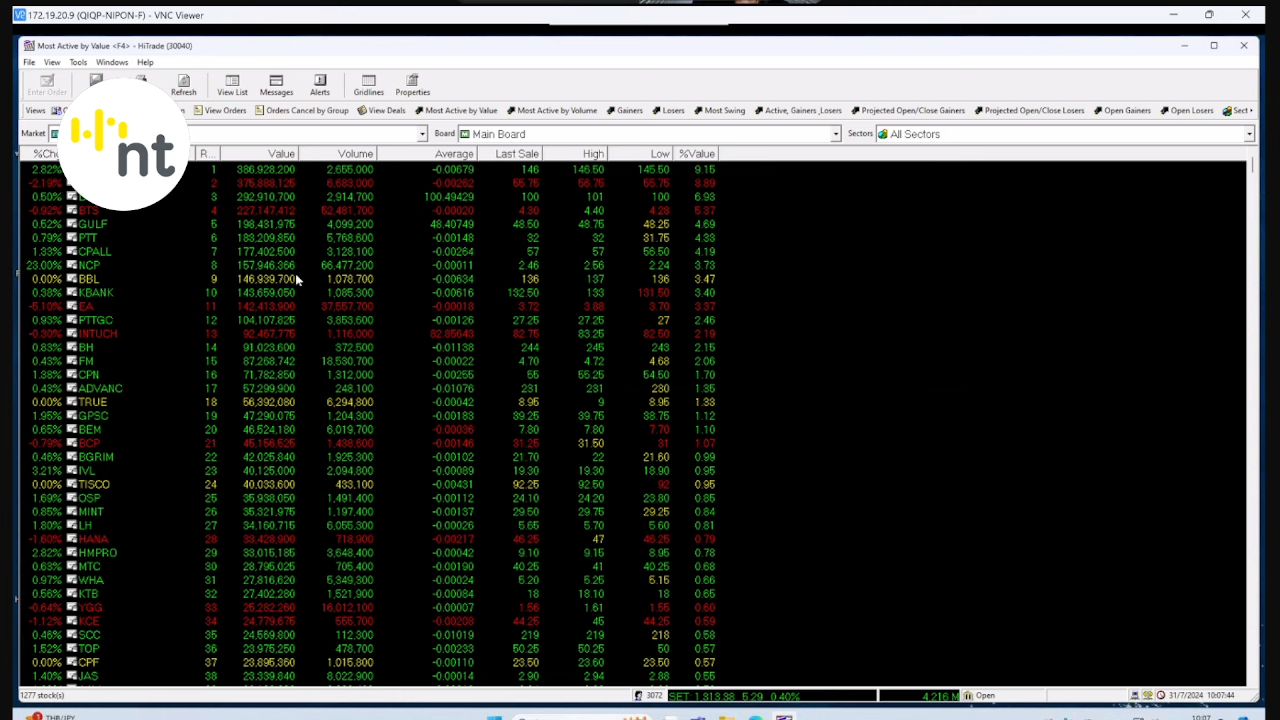 172.19.20.9 (QIQP-NIPON-F) - VNC Viewer
Most Active by Value <F4> - HiTrade (30040)
File View Tools Windows Help
Enter Order Refresh View List Messages Alerts Gridlines Properties
Views View Orders Orders Cancel by Group View Deals Most Active by Value Most Active by Volume Gainers Losers Most Swing Active, Gainers ,Losers Projected Open/Close Gainers Projected Open/Close Losers Open Gainers Open Losers Sect
Market Board Main Board Sectors All Sectors
nt
R... Value Volume Average Last Sale High Low %Value
2.82% 1 386,928,200 2,655,000 -0.00679 146 146.50 145.50 9.15
-2.19% 2 375,888,125 6,683,000 -0.00262 55.75 56.75 55.75 8.89
0.50% 3 292,910,700 2,914,700 100.49429 100 101 100 6.93
-0.92% BTS 4 227,147,412 52,481,700 -0.00020 4.30 4.40 4.28 5.37
0.52% GULF 5 198,431,975 4,099,200 48.40749 48.50 48.75 48.25 4.69
0.79% PTT 6 183,209,850 5,768,600 -0.00148 32 32 31.75 4.33
1.33% CPALL 7 177,402,500 3,128,100 -0.00264 57 57 56.50 4.19
23.00% NCP 8 157,946,366 66,477,200 -0.00011 2.46 2.56 2.24 3.73
0.00% BBL 9 146,939,700 1,078,700 -0.00634 136 137 136 3.47
0.38% KBANK 10 143,659,050 1,085,300 -0.00616 132.50 133 131.50 3.40
-5.10% EA 11 142,413,900 37,557,700 -0.00018 3.72 3.88 3.70 3.37
0.93% PTTGC 12 104,107,825 3,853,600 -0.00126 27.25 27.25 27 2.46
-0.30% INTUCH 13 92,467,775 1,116,000 82.85643 82.75 83.25 82.50 2.19
0.83% BH 14 91,023,600 372,500 -0.01138 244 245 243 2.15
0.43% FM 15 87,268,742 18,530,700 -0.00022 4.70 4.72 4.68 2.06
1.38% CPN 16 71,782,850 1,312,000 -0.00255 55 55.25 54.50 1.70
0.43% ADVANC 17 57,299,900 248,100 -0.01076 231 231 230 1.35
0.00% TRUE 18 56,392,080 6,294,800 -0.00042 8.95 9 8.95 1.33
1.95% GPSC 19 47,290,075 1,204,300 -0.00183 39.25 39.75 38.75 1.12
0.65% BEM 20 46,524,180 6,019,700 -0.00036 7.80 7.80 7.70 1.10
-0.79% BCP 21 45,156,525 1,438,600 -0.00146 31.25 31.50 31 1.07
0.46% BGRIM 22 42,025,840 1,925,300 -0.00102 21.70 22 21.60 0.99
3.21% IVL 23 40,125,000 2,094,800 -0.00089 19.30 19.30 18.90 0.95
0.00% TISCO 24 40,033,600 433,100 -0.00431 92.25 92.50 92 0.95
1.69% OSP 25 35,938,050 1,491,400 -0.00112 24.10 24.20 23.80 0.85
0.85% MINT 26 35,321,975 1,197,400 -0.00137 29.50 29.75 29.25 0.84
1.80% LH 27 34,160,715 6,055,300 -0.00026 5.65 5.70 5.60 0.81
-1.60% HANA 28 33,428,900 718,900 -0.00217 46.25 47 46.25 0.79
2.82% HMPRO 29 33,015,185 3,648,400 -0.00042 9.10 9.15 8.95 0.78
0.63% MTC 30 28,795,025 705,400 -0.00190 40.25 41 40.25 0.68
0.97% WHA 31 27,816,620 5,349,300 -0.00024 5.20 5.25 5.15 0.66
0.56% KTB 32 27,402,280 1,521,900 -0.00084 18 18.10 18 0.65
-0.64% YGG 33 25,282,260 16,012,100 -0.00007 1.56 1.61 1.55 0.60
-1.12% KCE 34 24,779,675 555,700 -0.00208 44.25 45 44.25 0.59
0.46% SCC 35 24,569,800 112,300 -0.01019 219 219 218 0.58
1.52% TOP 36 23,975,250 478,700 -0.00233 50.25 50.25 50 0.57
0.00% CPF 37 23,895,360 1,015,800 -0.00110 23.50 23.60 23.50 0.57
1.40% JAS 38 23,839,880 8,022,900 -0.00014 2.90 2.94 2.88 0.55
1277 stock(s) 3072 SET 1,313.38 5.29 0.40% 4,216 M Open 31/7/2024 10:07:44
THB/JPY 10:07